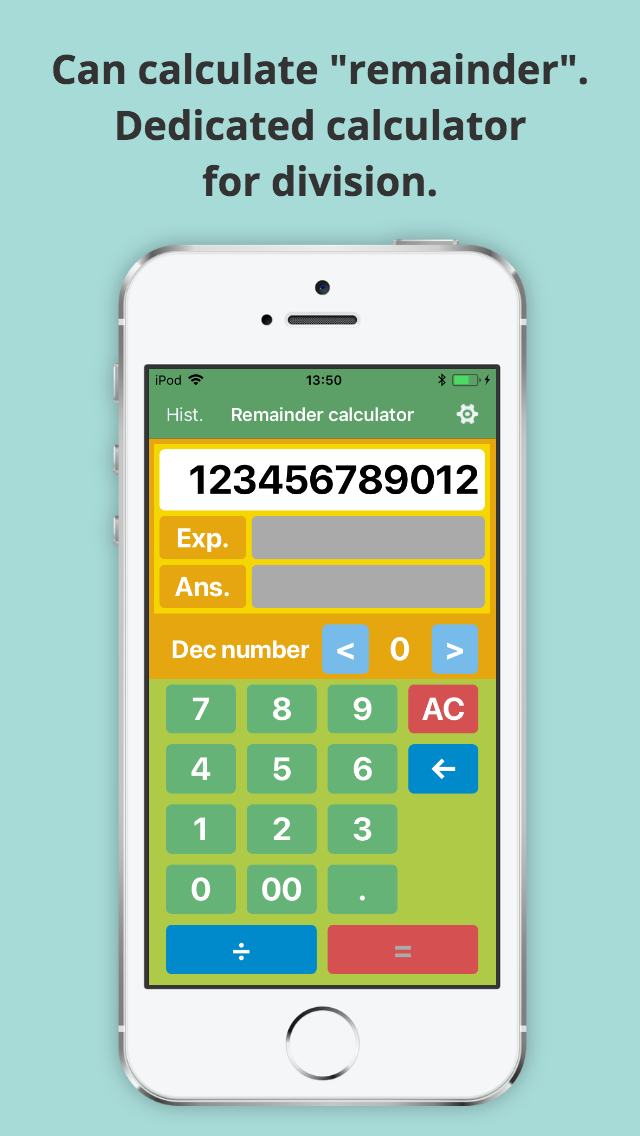 Can calculate "remainder".
Dedicated calculator
for division.
iPod 13:50
Hist. Remainder calculator
123456789012
Exp.
Ans.
Dec number < 0 >
7 8 9 AC
4 5 6 ←
1 2 3
0 00 .
÷ =